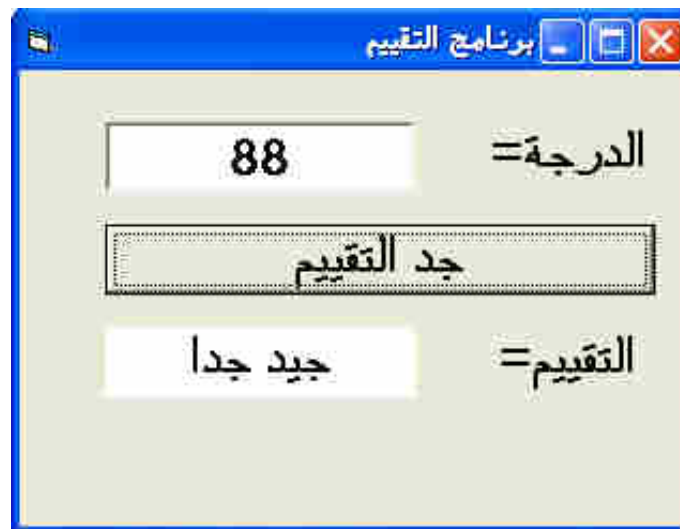 برنامج التقييم
الدرجة= 88
جد التقييم
التقييم= جيد جدا